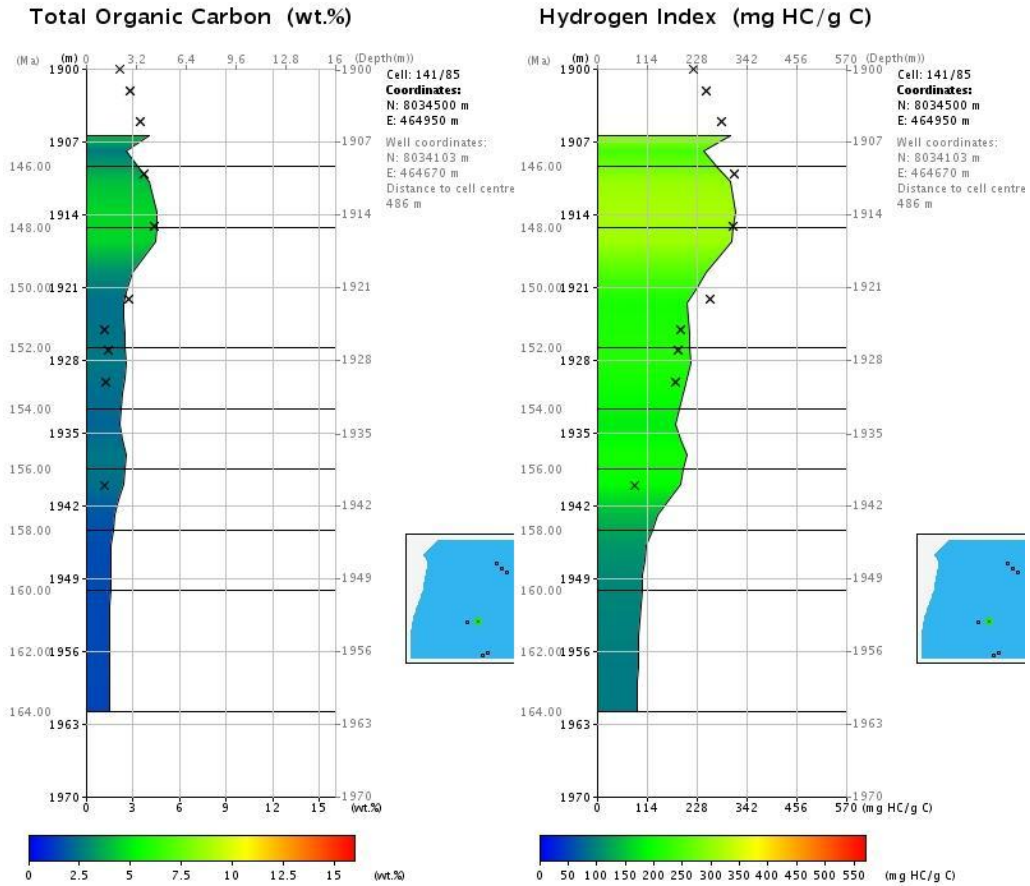 Total Organic Carbon (wt.%)
(Ma) (m) 0 3.2 6.4 9.6 12.8 16 (Depth(m))
1900 1900
1907 1907
146.00
1914 1914
148.00
150.00 1921 1921
152.00
1928 1928
154.00
1935 1935
156.00
1942 1942
158.00
1949 1949
160.00
162.00 1956 1956
164.00
1963 1963
1970 1970
0 3 6 9 12 15 (wt.%)
Cell: 141/85
Coordinates:
N: 8034500 m
E: 464950 m
Well coordinates:
N: 8034103 m
E: 464670 m
Distance to cell centre
486 m
0 2.5 5 7.5 10 12.5 15 (wt.%)
Hydrogen Index (mg HC/g C)
(Ma) (m) 0 114 228 342 456 570 (Depth(m))
1900 1900
1907 1907
146.00
1914 1914
148.00
150.00 1921 1921
152.00
1928 1928
154.00
1935 1935
156.00
1942 1942
158.00
1949 1949
160.00
162.00 1956 1956
164.00
1963 1963
1970 1970
0 114 228 342 456 570 (mg HC/g C)
Cell: 141/85
Coordinates:
N: 8034500 m
E: 464950 m
Well coordinates:
N: 8034103 m
E: 464670 m
Distance to cell centre
486 m
0 50 100 150 200 250 300 350 400 450 500 550 (mg HC/g C)